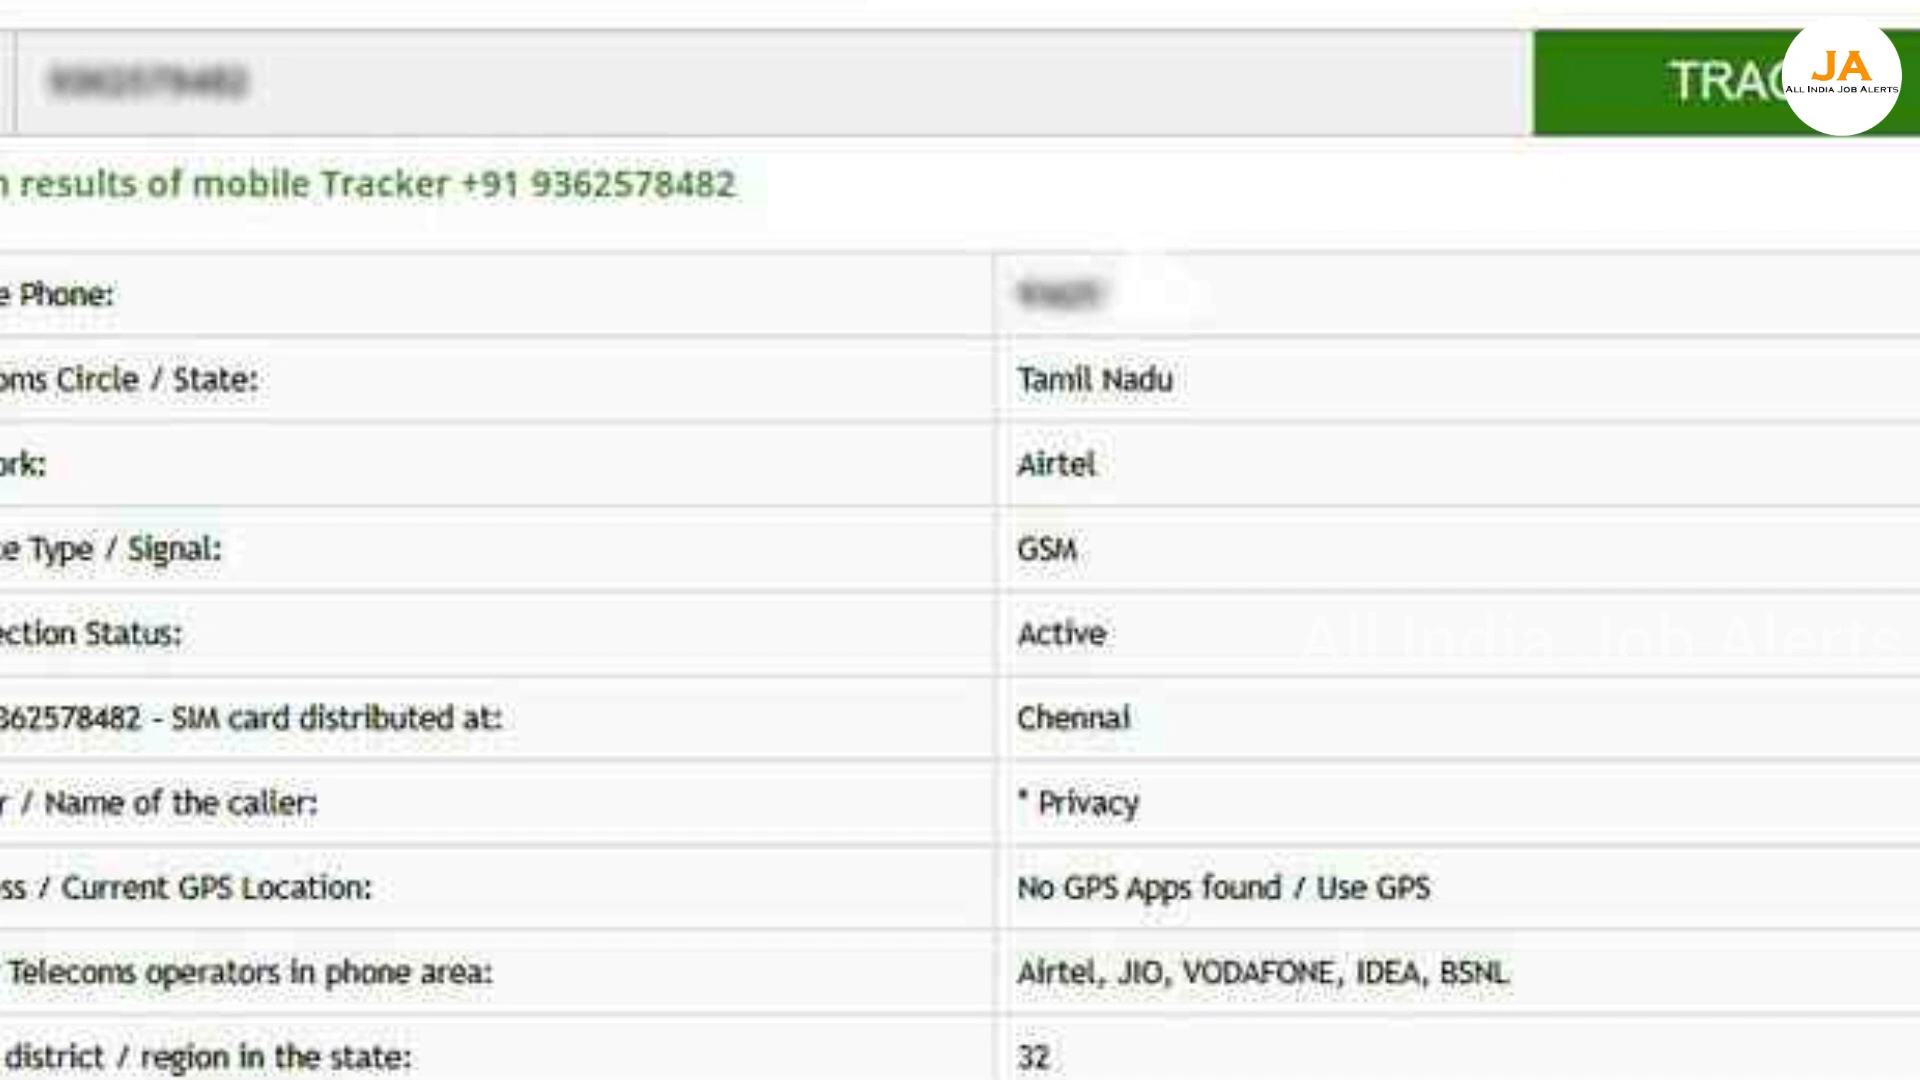 TRAC
JA
ALL INDIA JOB ALERTS
results of mobile Tracker +91 9362578482
e Phone:
oms Circle / State: Tamil Nadu
ork: Airtel
e Type / Signal: GSM
ection Status: Active
All India Job Alerts
362578482 - SIM card distributed at: Chennai
r / Name of the caller: * Privacy
ss / Current GPS Location: No GPS Apps found / Use GPS
Telecoms operators in phone area: Airtel, JIO, VODAFONE, IDEA, BSNL
district / region in the state: 32